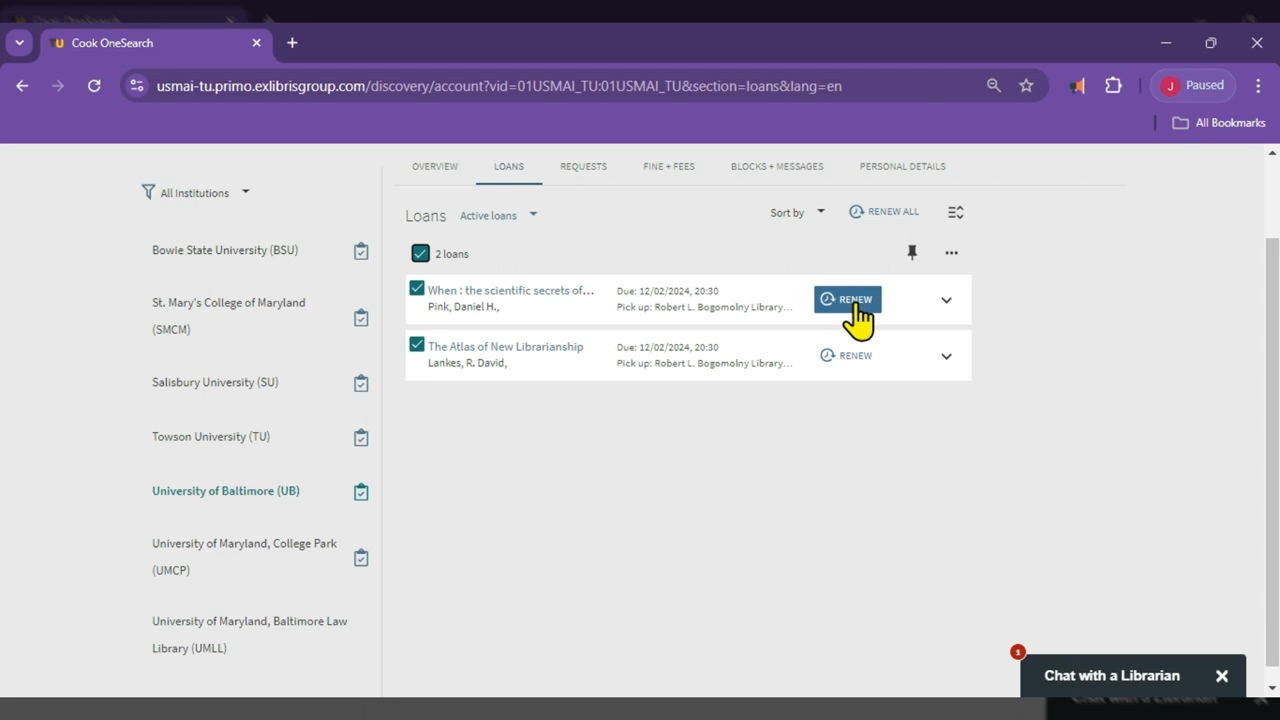 Cook OneSearch
usmai-tu.primo.exlibrisgroup.com/discovery/account?vid=01USMAI_TU:01USMAI_TU&section=loans&lang=en
J Paused
All Bookmarks
OVERVIEW LOANS REQUESTS FINE + FEES BLOCKS + MESSAGES PERSONAL DETAILS
All Institutions
Loans Active loans Sort by RENEW ALL
2 loans
Bowie State University (BSU)
St. Mary's College of Maryland
(SMCM)
Salisbury University (SU)
Towson University (TU)
University of Baltimore (UB)
University of Maryland, College Park
(UMCP)
University of Maryland, Baltimore Law
Library (UMLL)
When : the scientific secrets of... Due: 12/02/2024, 20:30 RENEW
Pink, Daniel H., Pick up: Robert L. Bogomolny Library...
The Atlas of New Librarianship Due: 12/02/2024, 20:30 RENEW
Lankes, R. David, Pick up: Robert L. Bogomolny Library...
1
Chat with a Librarian